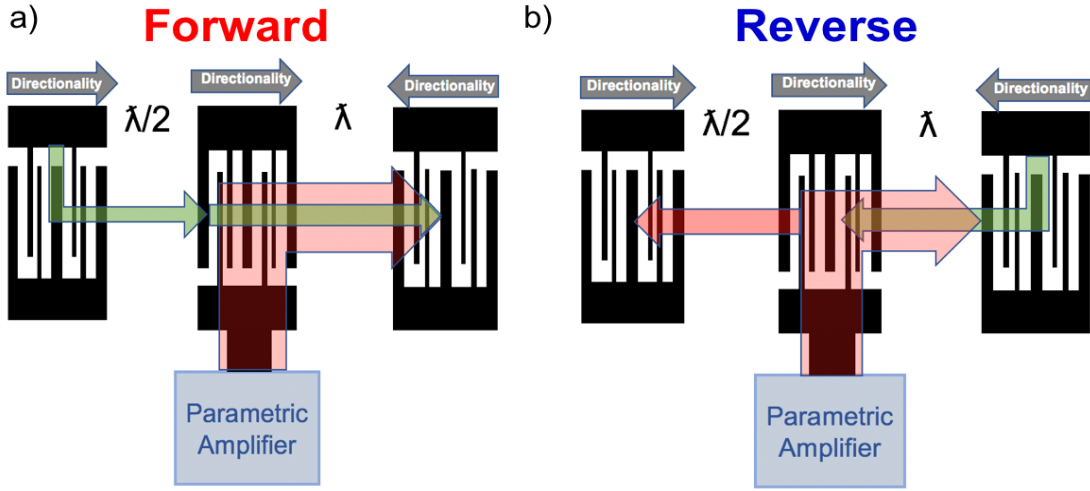 a)
Forward
Directionality
Directionality
Directionality
ƛ/2
ƛ
Parametric
Amplifier
b)
Reverse
Directionality
Directionality
Directionality
ƛ/2
ƛ
Parametric
Amplifier